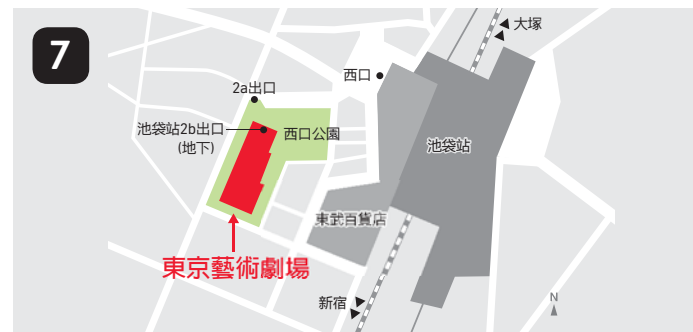 7
大塚
西口
2a出口
池袋站2b出口
(地下)
西口公園
池袋站
東武百貨店
東京藝術劇場
新宿
N